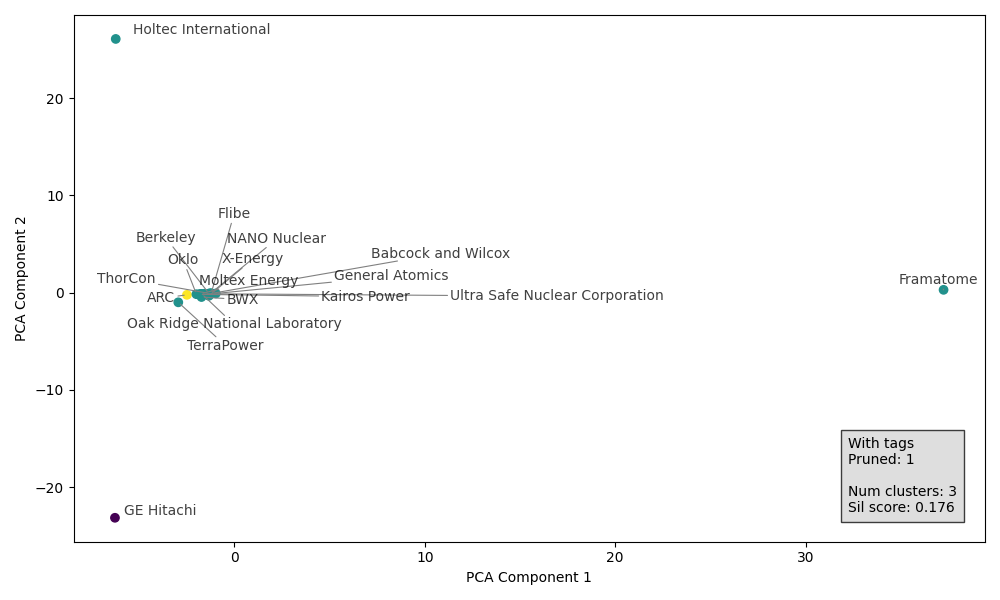 Holtec International
Flibe
Berkeley
NANO Nuclear
Babcock and Wilcox
Oklo
X-Energy
General Atomics
ThorCon
Moltex Energy
Framatome
ARC
BWX
Kairos Power
Ultra Safe Nuclear Corporation
Oak Ridge National Laboratory
TerraPower
GE Hitachi
With tags
Pruned: 1
Num clusters: 3
Sil score: 0.176
20
10
0
−10
−20
PCA Component 2
0
10
20
30
PCA Component 1